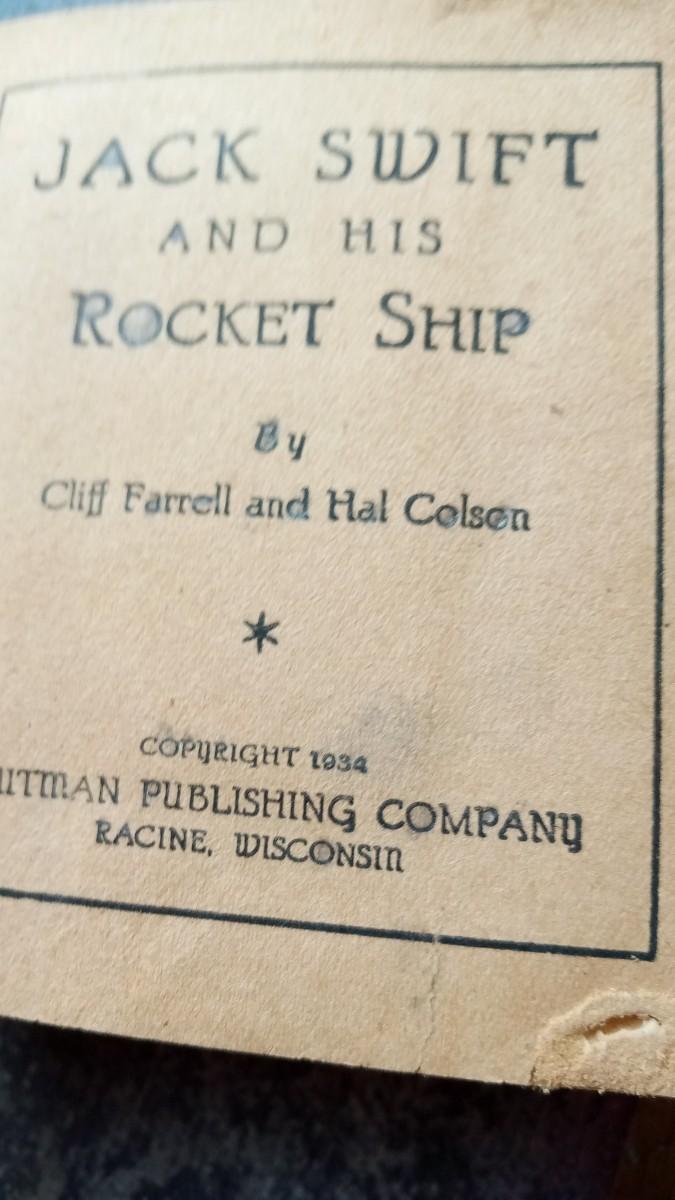 JACK SWIFT
AND HIS
ROCKET SHIP
By
Cliff Farrell and Hal Colson
*
COPYRIGHT 1934
PUBLISHING COMPANY
RACINE, WISCONSIN